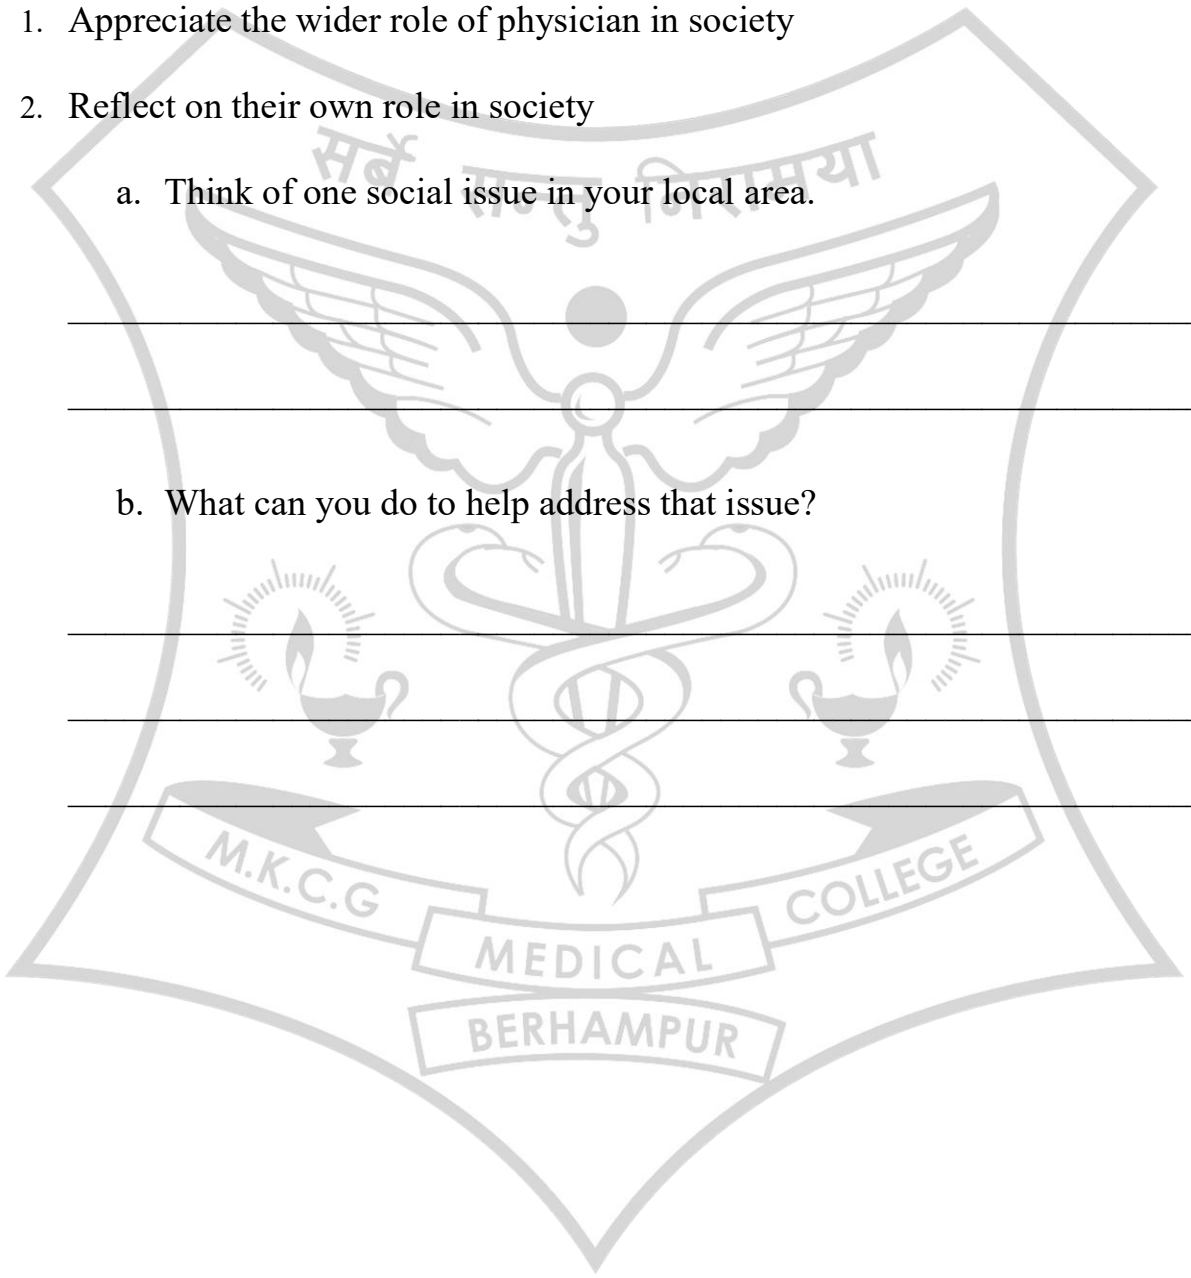 1. Appreciate the wider role of physician in society
2. Reflect on their own role in society
सर्वे सन्तु निरामया
a. Think of one social issue in your local area.
b. What can you do to help address that issue?
M.K.C.G
COLLEGE
MEDICAL
BERHAMPUR